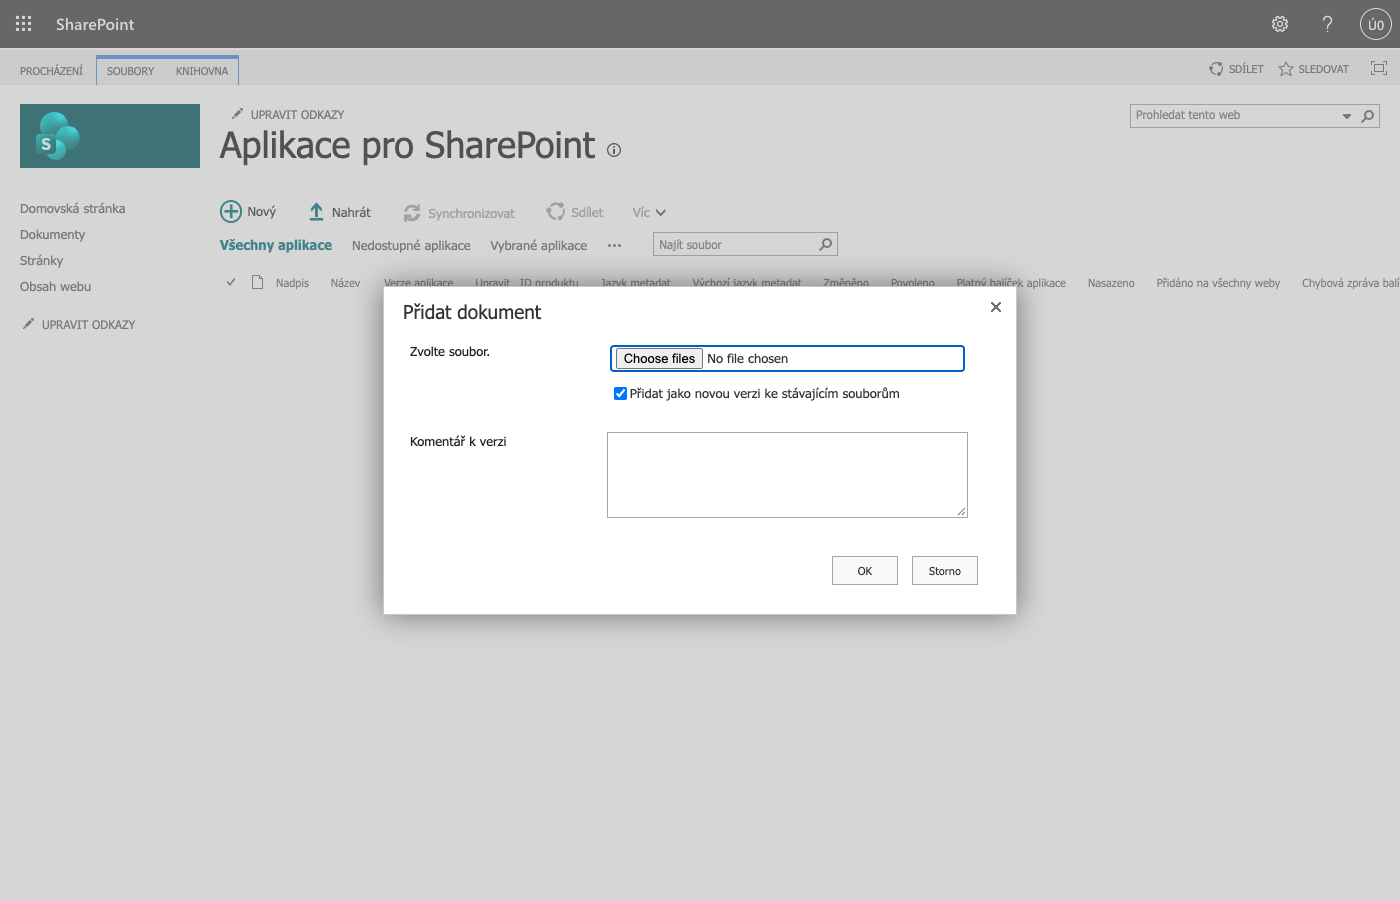 SharePoint
Ú0
PROCHÁZENÍ SOUBORY KNIHOVNA
SDÍLET SLEDOVAT
S
UPRAVIT ODKAZY
Aplikace pro SharePoint
Prohledat tento web
Domovská stránka
Dokumenty
Stránky
Obsah webu
UPRAVIT ODKAZY
Nový Nahrát Synchronizovat Sdílet Víc
Všechny aplikace Nedostupné aplikace Vybrané aplikace ... Najít soubor
Nadpis Název Verze aplikace Upravit ID produktu Jazyk metadat Výchozí jazyk metadat Změněno Povoleno Platný balíček aplikace Nasazeno Přidáno na všechny weby Chybová zpráva balí
Přidat dokument
Zvolte soubor.
Choose files No file chosen
Přidat jako novou verzi ke stávajícím souborům
Komentář k verzi
OK Storno